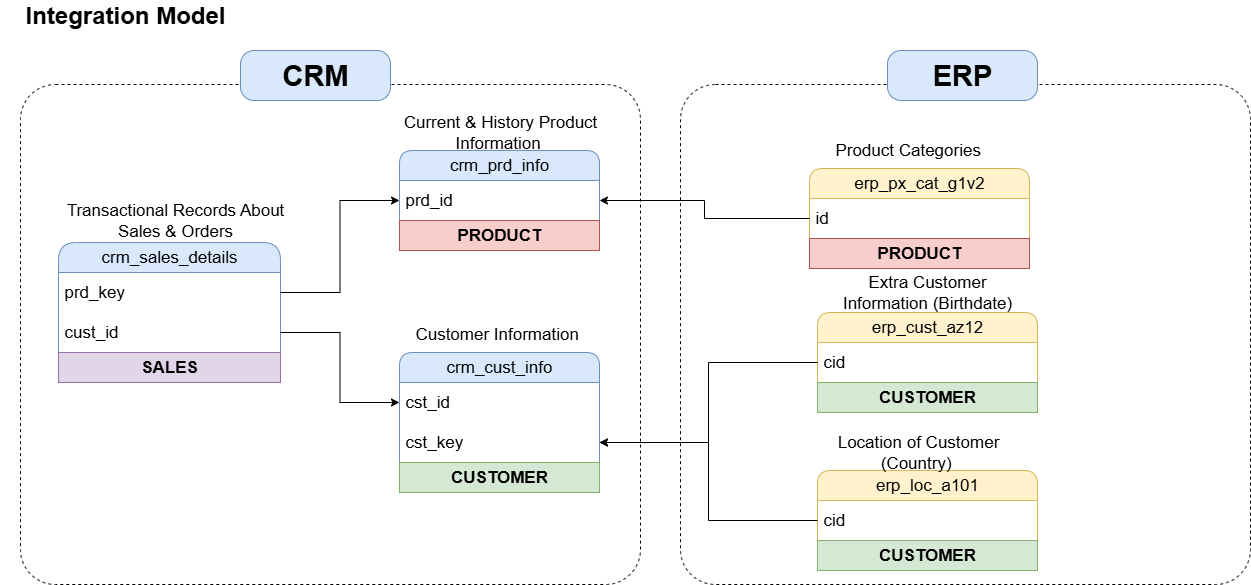 Integration Model
CRM
Current & History Product
Information
crm_prd_info
prd_id
PRODUCT
Transactional Records About
Sales & Orders
crm_sales_details
prd_key
cust_id
SALES
Customer Information
crm_cust_info
cst_id
cst_key
CUSTOMER
ERP
Product Categories
erp_px_cat_g1v2
id
PRODUCT
Extra Customer
Information (Birthdate)
erp_cust_az12
cid
CUSTOMER
Location of Customer
(Country)
erp_loc_a101
cid
CUSTOMER